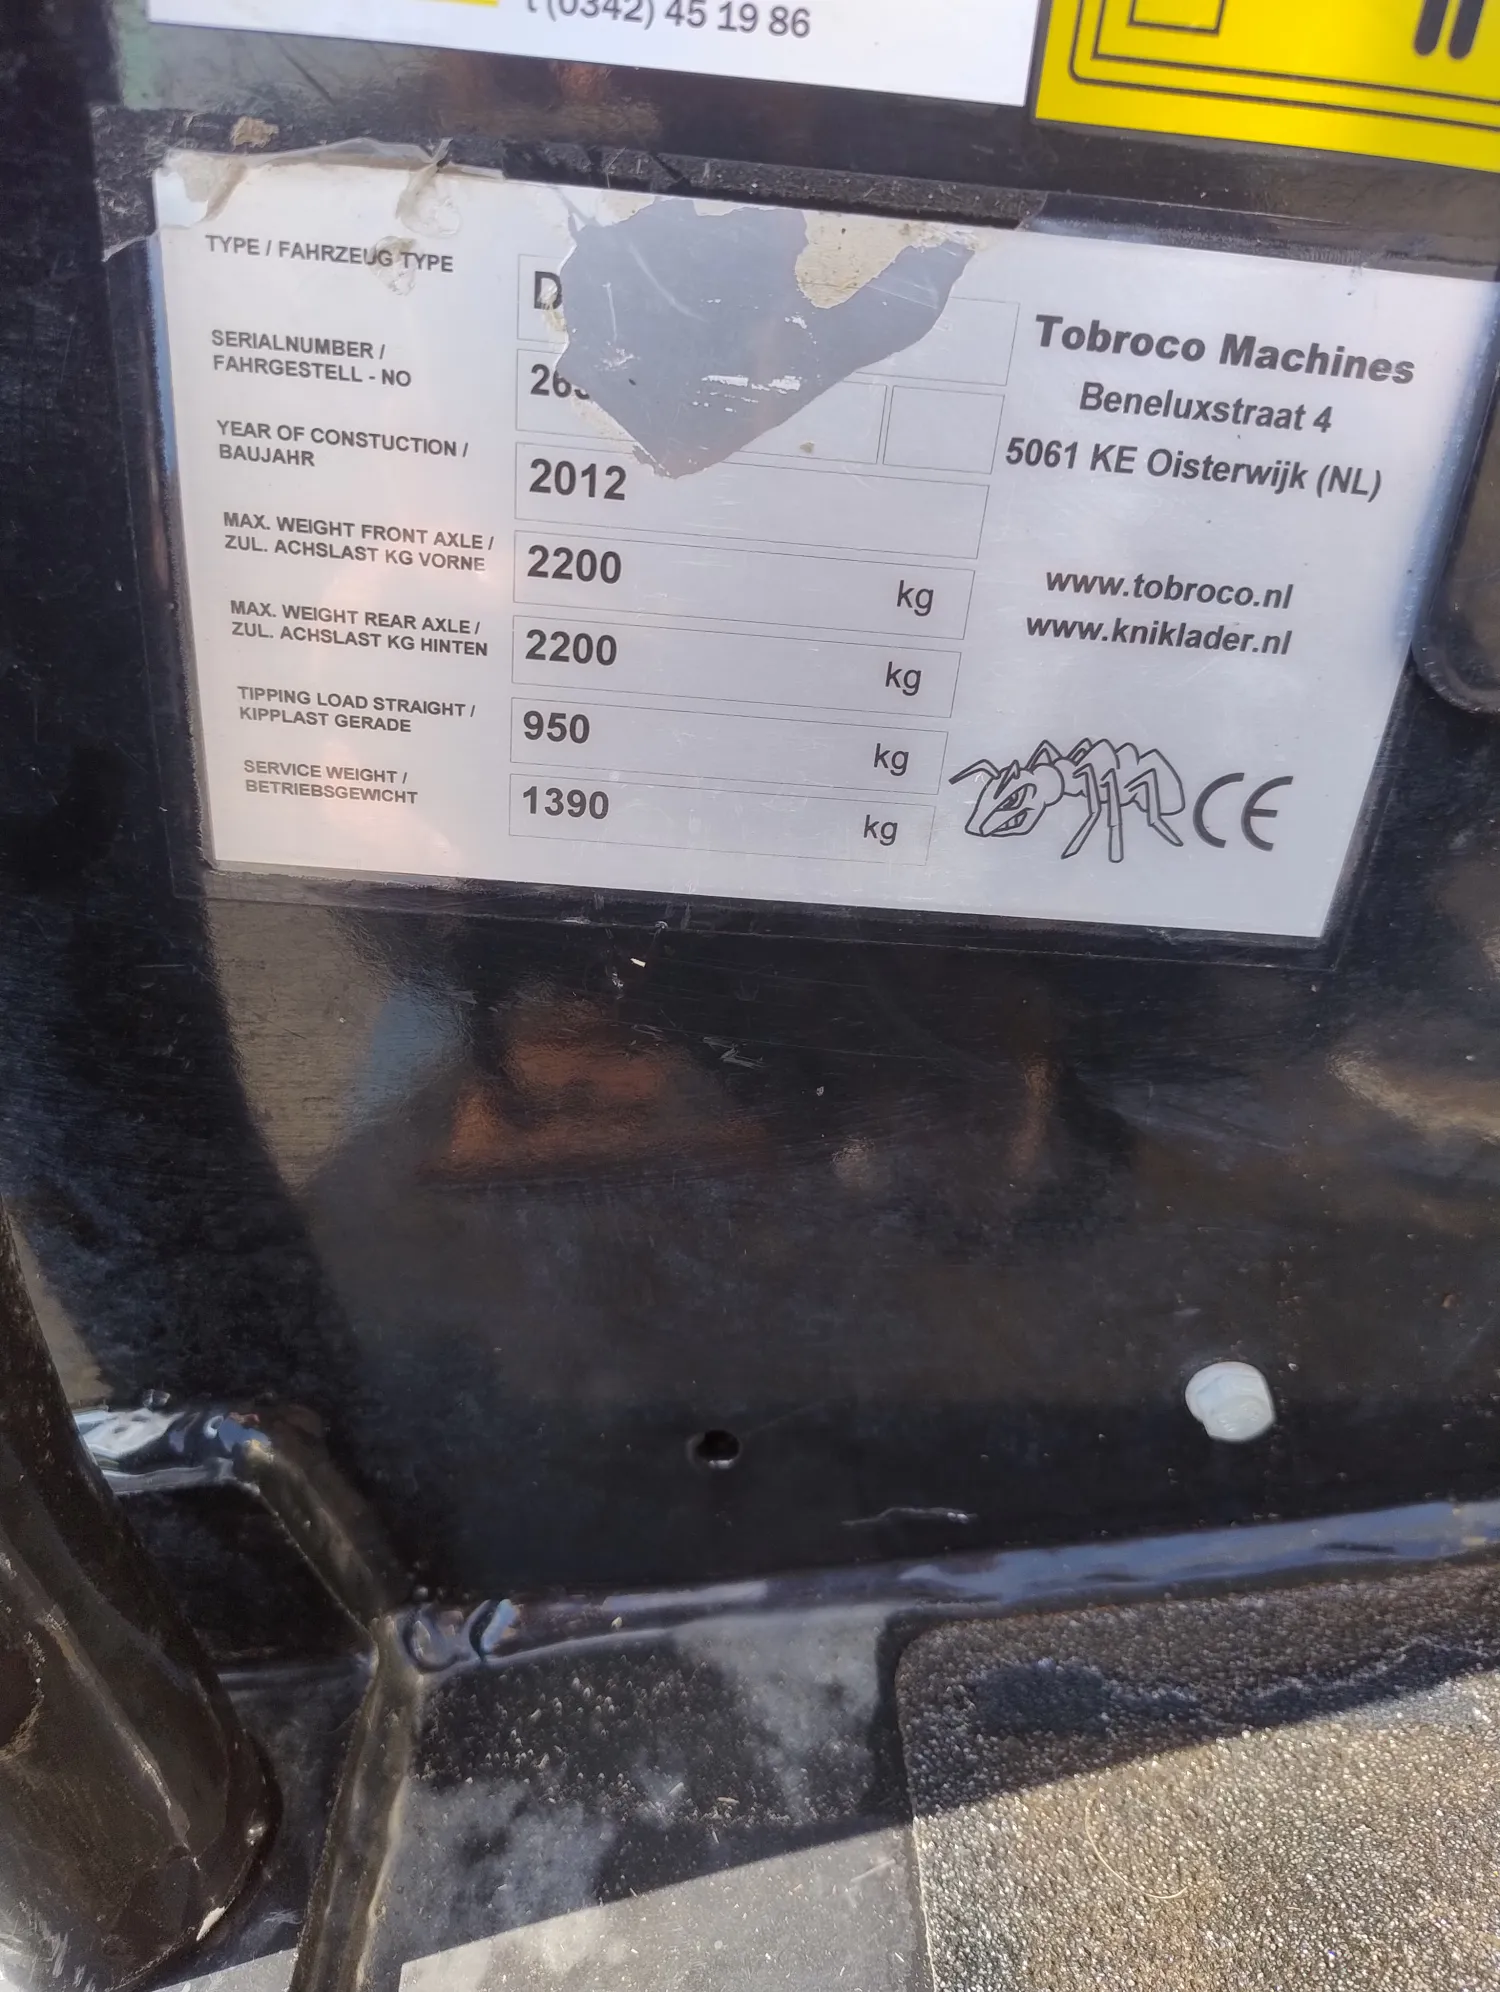 t (0342) 45 19 86
TYPE / FAHRZEUG TYPE
SERIALNUMBER /
FAHRGESTELL - NO
YEAR OF CONSTUCTION /
BAUJAHR
2012
MAX. WEIGHT FRONT AXLE /
ZUL. ACHSLAST KG VORNE
2200 kg
MAX. WEIGHT REAR AXLE /
ZUL. ACHSLAST KG HINTEN
2200 kg
TIPPING LOAD STRAIGHT /
KIPPLAST GERADE
950 kg
SERVICE WEIGHT /
BETRIEBSGEWICHT
1390 kg
Tobroco Machines
Beneluxstraat 4
5061 KE Oisterwijk (NL)
www.tobroco.nl
www.kniklader.nl
CE